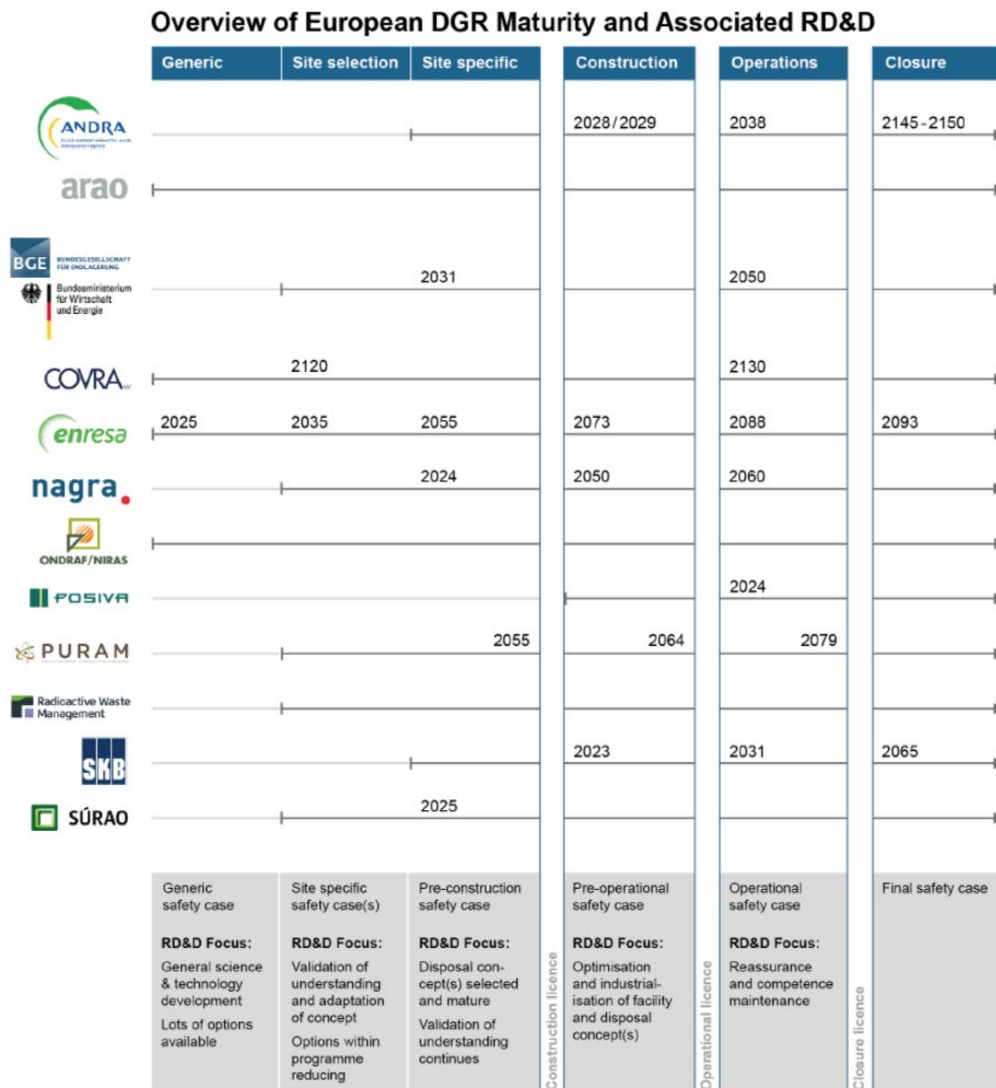 Overview of European DGR Maturity and Associated RD&D
Generic Site selection Site specific Construction Operations Closure
ANDRA
2028/2029 2038 2145-2150
arao
BGE BUNDESGESELLSCHAFT
FÜR ENDLAGERUNG
Bundesministerium
für Wirtschaft
und Energie
2031 2050
COVRA
2120 2130
enresa
2025 2035 2055 2073 2088 2093
nagra.
2024 2050 2060
ONDRAF/NIRAS
POSIVA
2024
PURAM
2055 2064 2079
Radioactive Waste
Management
SKB
2023 2031 2065
SÚRAO
2025
Generic
safety case
RD&D Focus:
General science
& technology
development
Lots of options
available
Site specific
safety case(s)
RD&D Focus:
Validation of
understanding
and adaptation
of concept
Options within
programme
reducing
Pre-construction
safety case
RD&D Focus:
Disposal con-
cept(s) selected
and mature
Validation of
understanding
continues
Construction licence
Pre-operational
safety case
RD&D Focus:
Optimisation
and industrial-
isation of facility
and disposal
concept(s)
Operational licence
Operational
safety case
RD&D Focus:
Reassurance
and competence
maintenance
Closure licence
Final safety case